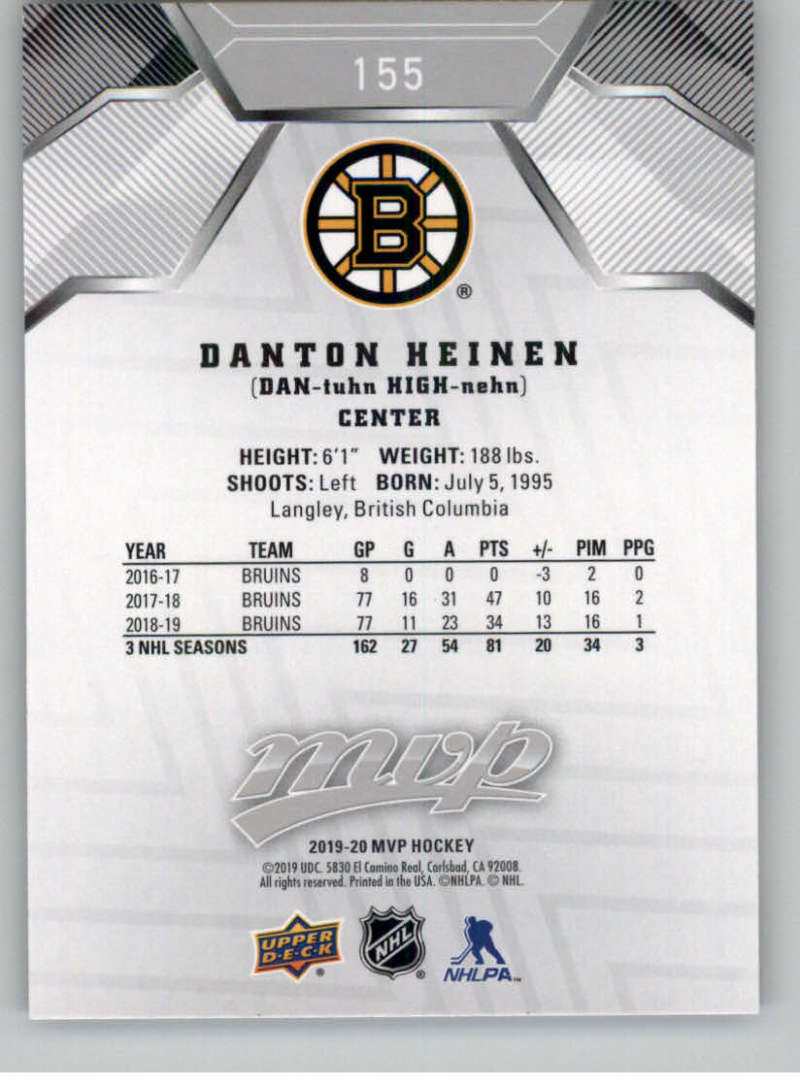 155
B
®
DANTON HEINEN
(DAN-tuhn HIGH-nehn)
CENTER
HEIGHT: 6'1" WEIGHT: 188 lbs.
SHOOTS: Left BORN: July 5, 1995
Langley, British Columbia
YEAR TEAM GP G A PTS +/- PIM PPG
2016-17 BRUINS 8 0 0 0 -3 2 0
2017-18 BRUINS 77 16 31 47 10 16 2
2018-19 BRUINS 77 11 23 34 13 16 1
3 NHL SEASONS 162 27 54 81 20 34 3
mvp
2019-20 MVP HOCKEY
©2019 UDC. 5830 El Camino Real, Carlsbad, CA 92008.
All rights reserved. Printed in the USA. ©NHLPA. © NHL.
UPPER D·E·C·K ® NHL ® NHLPA™